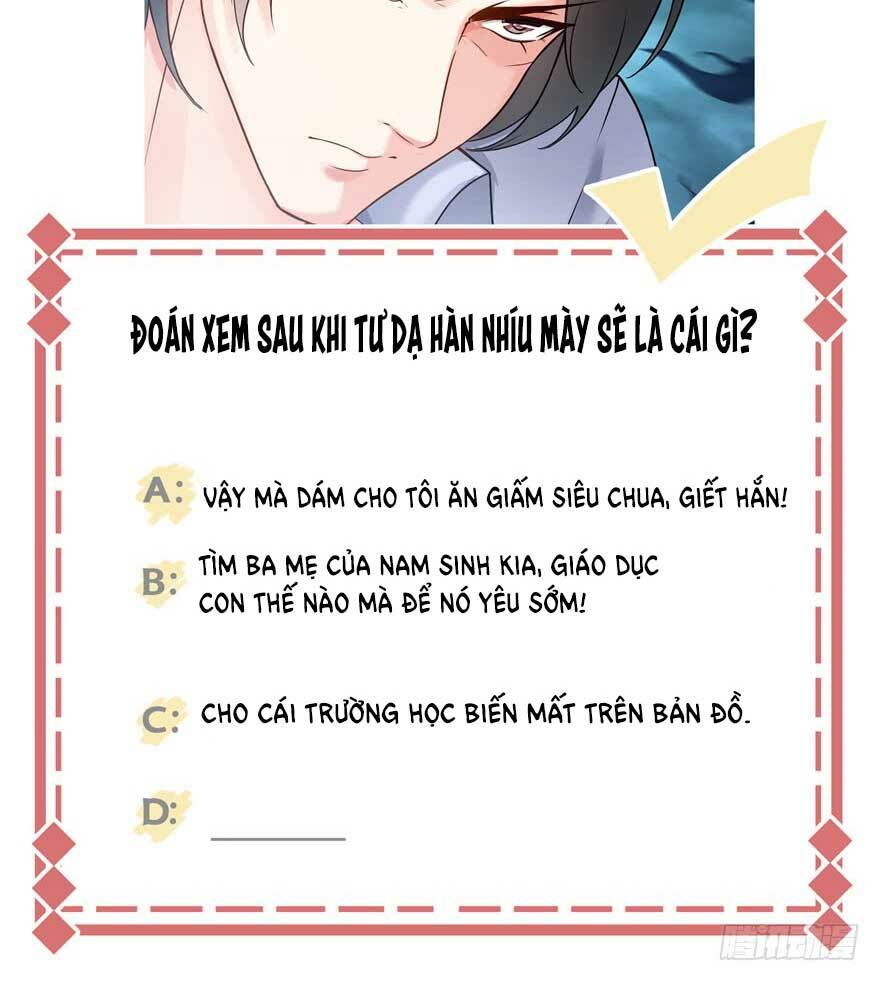 ĐOÁN XEM SAU KHI TƯ DẠ HÀN NHÍU MÀY SẼ LÀ CÁI GÌ?
A: VẬY MÀ DÁM CHO TÔI ĂN GIẤM SIÊU CHUA, GIẾT HẮN!
B: TÌM BA MẸ CỦA NAM SINH KIA, GIÁO DỤC
CON THẾ NÀO MÀ ĐỂ NÓ YÊU SỚM!
C: CHO CÁI TRƯỜNG HỌC BIẾN MẤT TRÊN BẢN ĐỒ.
D: